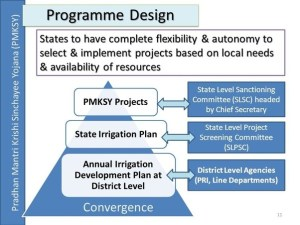 Programme Design
Pradhan Mantri Krishi Sinchayee Yojana (PMKSY)
States to have complete flexibility & autonomy to
select & implement projects based on local needs
& availability of resources
PMKSY Projects
State Level Sanctioning
Committee (SLSC) headed
by Chief Secretary
State Irrigation Plan
State Level Project
Screening Committee
(SLPSC)
Annual Irrigation
Development Plan at
District Level
District Level Agencies
(PRI, Line Departments)
Convergence